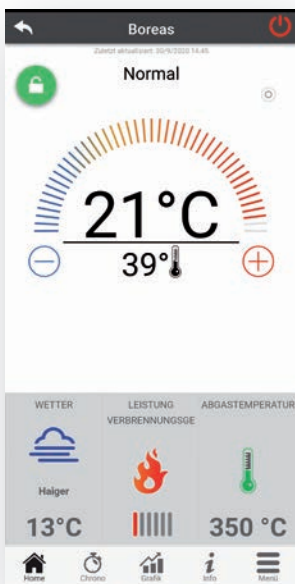 Boreas
Zuletzt aktualisiert: 30/9/2020 14:45
Normal
21°C
39°
WETTER
LEISTUNG
VERBRENNUNGSGE
ABGASTEMPERATUR
Haiger
13°C
350 °C
Home
Chrono
Grafik
Info
Menü